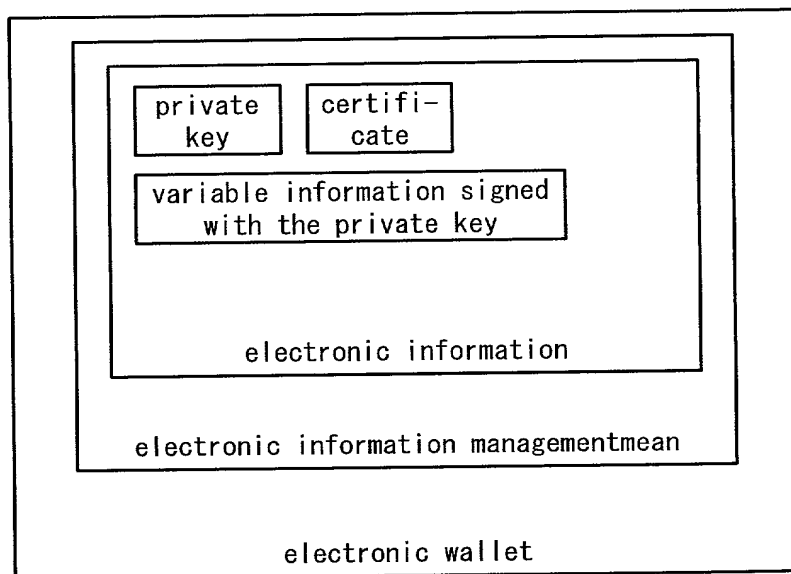 private
key
certifi-
cate
variable information signed
with the private key
electronic information
electronic information managementmean
electronic wallet